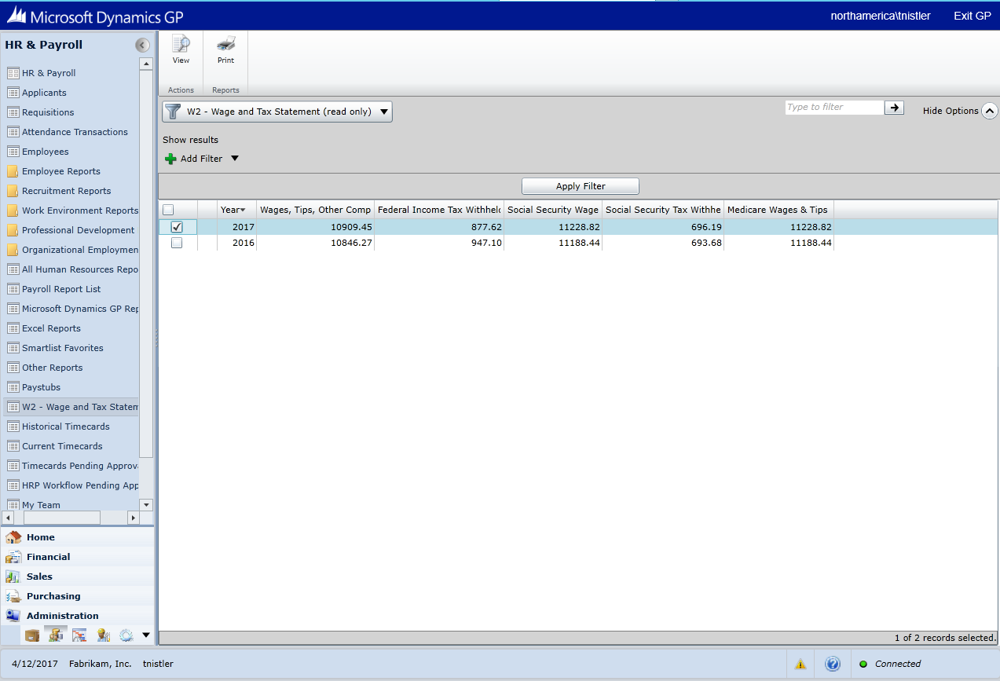 Microsoft Dynamics GP
northamerica\tnistler Exit GP
HR & Payroll
HR & Payroll
Applicants
Requisitions
Attendance Transactions
Employees
Employee Reports
Recruitment Reports
Work Environment Reports
Professional Development
Organizational Employmen
All Human Resources Repo
Payroll Report List
Microsoft Dynamics GP Rep
Excel Reports
Smartlist Favorites
Other Reports
Paystubs
W2 - Wage and Tax Statem
Historical Timecards
Current Timecards
Timecards Pending Approva
HRP Workflow Pending App
My Team
Home
Financial
Sales
Purchasing
Administration
View Print
Actions Reports
W2 - Wage and Tax Statement (read only)
Type to filter
Hide Options
Show results
Add Filter
Apply Filter
Year Wages, Tips, Other Comp Federal Income Tax Withheld Social Security Wage Social Security Tax Withhe Medicare Wages & Tips
2017 10909.45 877.62 11228.82 696.19 11228.82
2016 10846.27 947.10 11188.44 693.68 11188.44
1 of 2 records selected.
4/12/2017 Fabrikam, Inc. tnistler
Connected